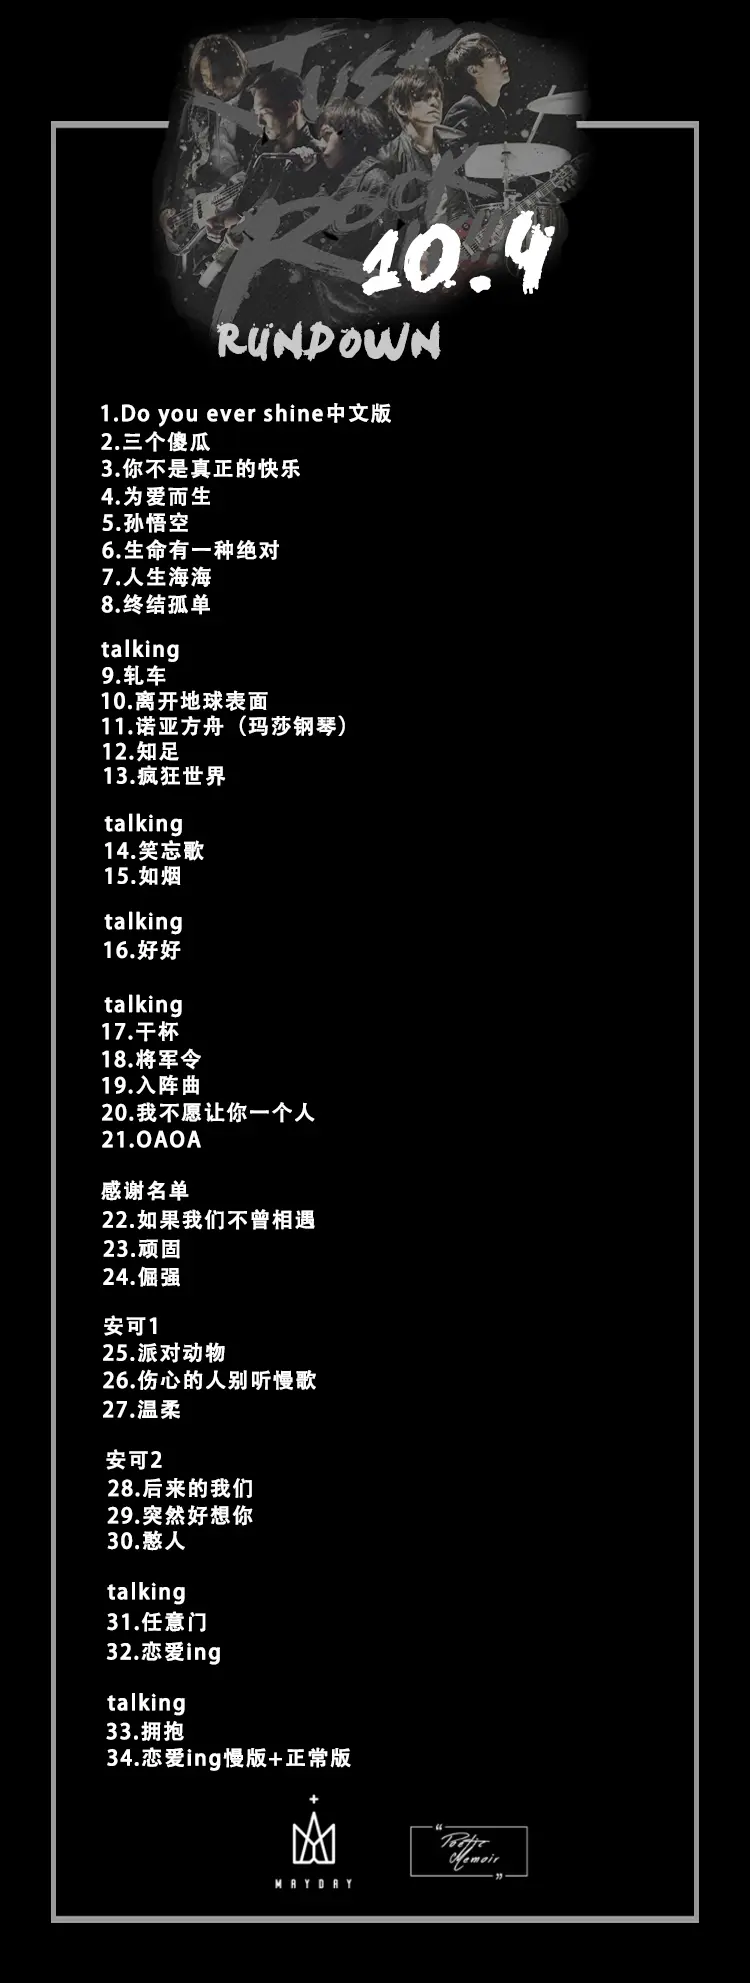 Just
Rock
10.4
RUNDOWN
1.Do you ever shine中文版
2.三个傻瓜
3.你不是真正的快乐
4.为爱而生
5.孙悟空
6.生命有一种绝对
7.人生海海
8.终结孤单
talking
9.轧车
10.离开地球表面
11.诺亚方舟（玛莎钢琴）
12.知足
13.疯狂世界
talking
14.笑忘歌
15.如烟
talking
16.好好
talking
17.干杯
18.将军令
19.入阵曲
20.我不愿让你一个人
21.OAOA
感谢名单
22.如果我们不曾相遇
23.顽固
24.倔强
安可1
25.派对动物
26.伤心的人别听慢歌
27.温柔
安可2
28.后来的我们
29.突然好想你
30.憨人
talking
31.任意门
32.恋爱ing
talking
33.拥抱
34.恋爱ing慢版+正常版
MAYDAY
“Poetic
Memoir”